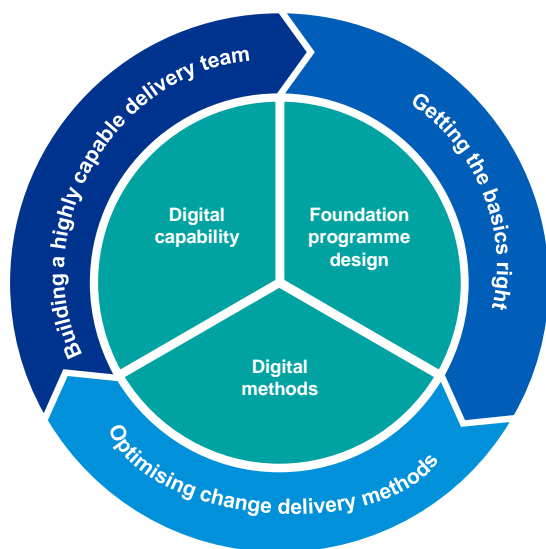 Building a highly capable delivery team
Getting the basics right
Digital
capability
Foundation
programme
design
Digital
methods
Optimising change delivery methods